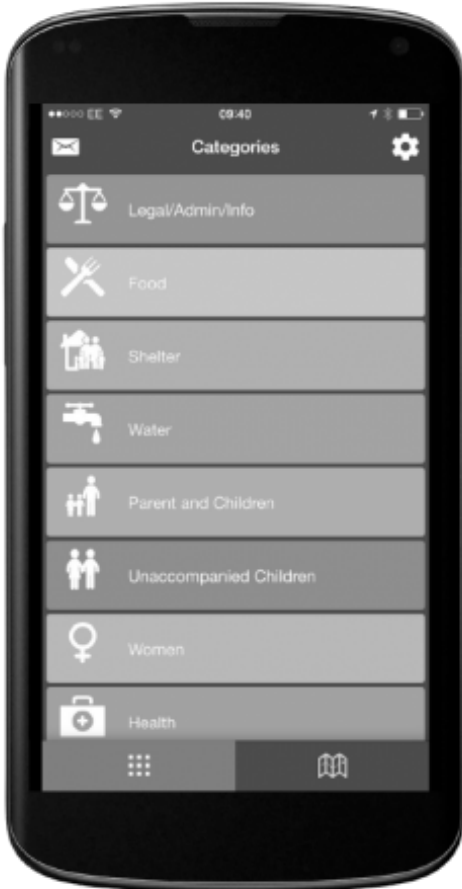 EE 09:40
Categories
Legal/Admin/Info
Food
Shelter
Water
Parent and Children
Unaccompanied Children
Women
Health